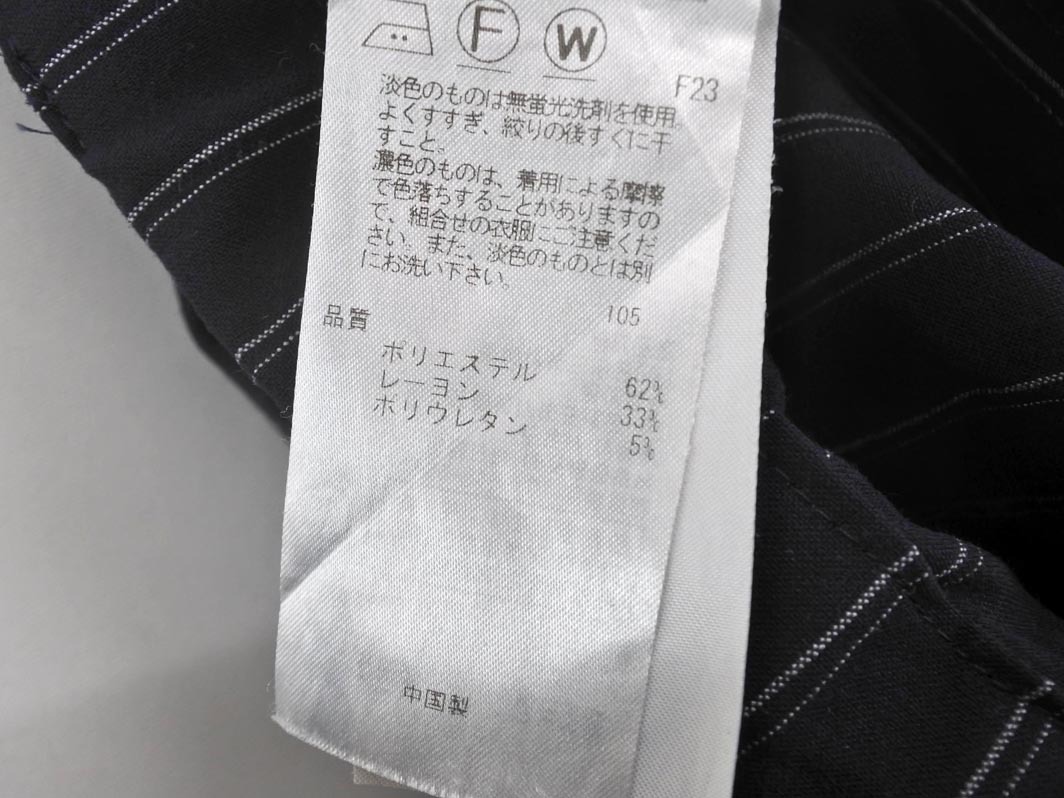 F W
F23
淡色のものは無蛍光洗剤を使用。
よくすすぎ、絞りの後すぐに干
すこと。
濃色のものは、着用による摩擦
で色落ちすることがありますの
で、組合せの衣服にご注意くだ
さい。また、淡色のものとは別
にお洗い下さい。
品質 105
ポリエステル 62%
レーヨン 33%
ポリウレタン 5%
中国製